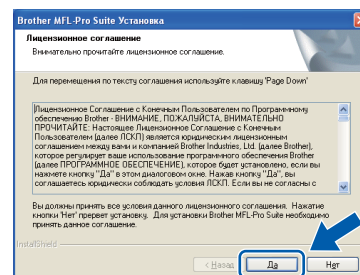 Brother MFL-Pro Suite Установка
Лицензионное соглашение
Внимательно прочитайте лицензионное соглашение.
Для перемещения по тексту соглашения используйте клавишу 'Page Down'
Лицензионное Соглашение с Конечным Пользователем по Программному
обеспечению Brother - ВНИМАНИЕ, ПОЖАЛУЙСТА, ВНИМАТЕЛЬНО
ПРОЧИТАЙТЕ: Настоящее Лицензионное Соглашение с Конечным
Пользователем (далее ЛСКП) является юридическим лицензионным
соглашением между вами и компанией Brother Industries, Ltd. (далее Brother),
которое регулирует ваше использование программного обеспечения Brother
(далее ПРОГРАММНОЕ ОБЕСПЕЧЕНИЕ), которое будет установлено, если вы
нажмете кнопку "Да" в этом диалоговом окне. Нажав кнопку "Да", вы
соглашаетесь юридически соблюдать условия ЛСКП. Если вы не согласны с
Вы должны принять все условия данного лицензионного соглашения. Нажатие
кнопки 'Нет' прервет установку. Для установки Brother MFL-Pro Suite необходимо
принять данное соглашение.
InstallShield
< Назад
Да
Нет